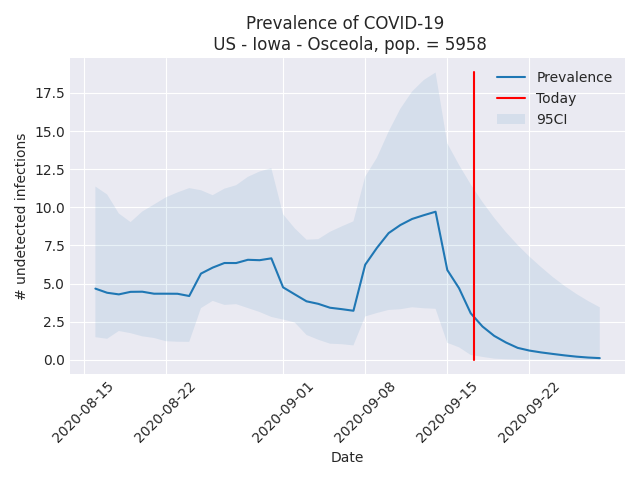 Prevalence of COVID-19
US - Iowa - Osceola, pop. = 5958
Prevalence
Today
95CI
# undetected infections
17.5
15.0
12.5
10.0
7.5
5.0
2.5
0.0
2020-08-15
2020-08-22
2020-09-01
2020-09-08
2020-09-15
2020-09-22
Date